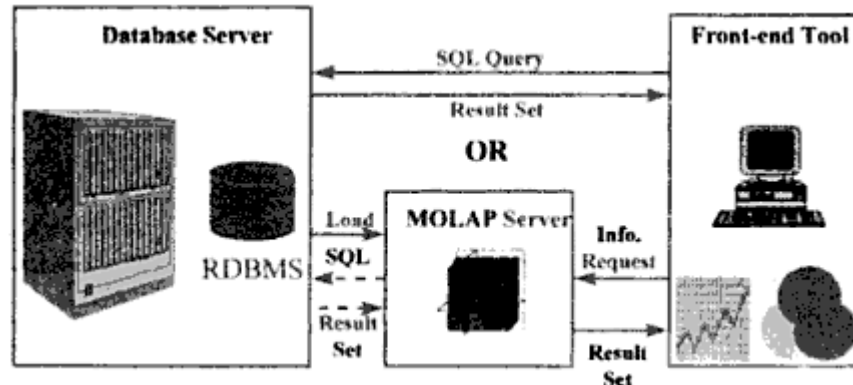 Database Server
Front-end Tool
SQL Query
Result Set
OR
Load
MOLAP Server
Info.
Request
SQL
RDBMS
Result
Set
Result
Set